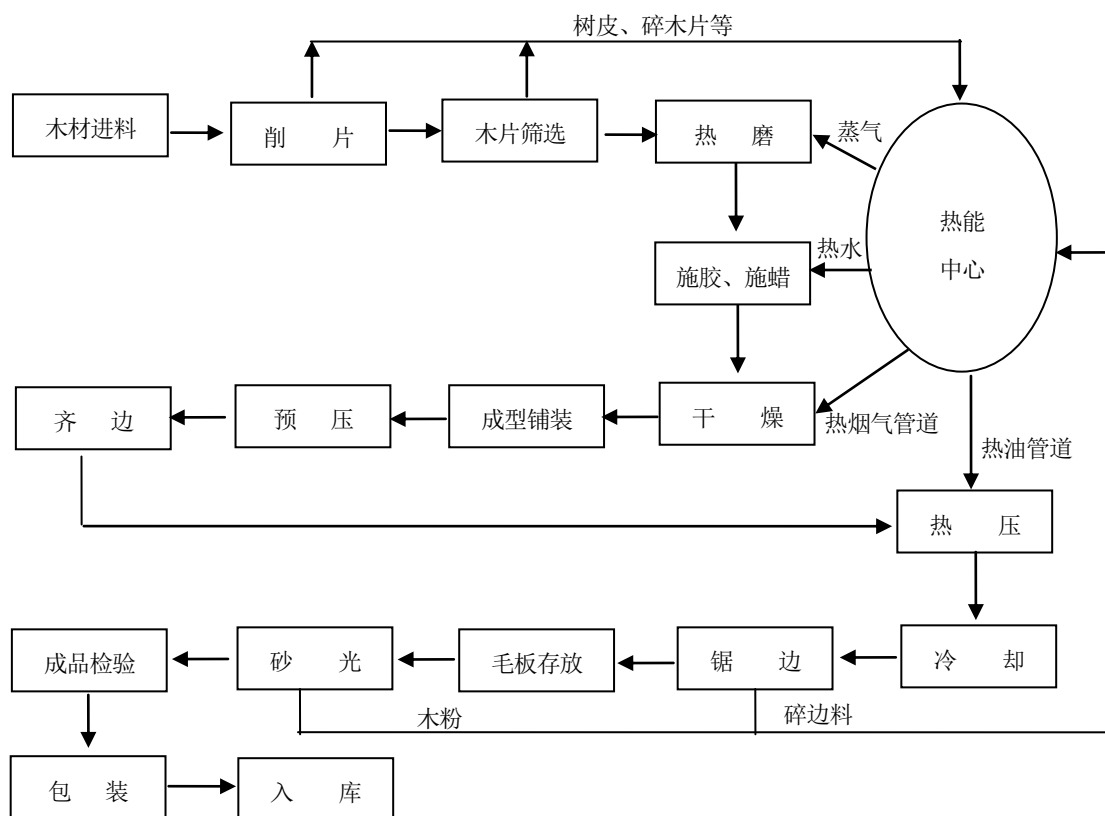 树皮、碎木片等
木材进料
削 片
木片筛选
热 磨
蒸气
热能
中心
热水
施胶、施蜡
齐 边
预 压
成型铺装
干 燥
热烟气管道
热油管道
热 压
成品检验
砂 光
毛板存放
锯 边
冷 却
木粉
碎边料
包 装
入 库